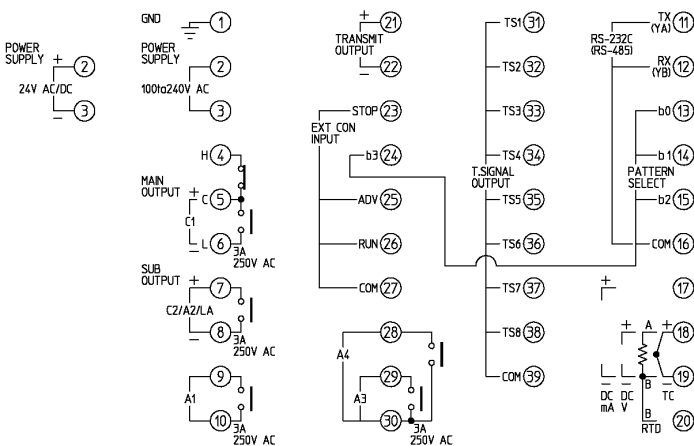 POWER
SUPPLY
+
2
24V AC/DC
−
3
GND
1
POWER
SUPPLY
2
100to240V AC
3
H
4
MAIN
OUTPUT
+
C
5
C1
−
L
6
3A
250V AC
SUB
OUTPUT
+
7
C2/A2/LA
−
8
3A
250V AC
9
A1
10
3A
250V AC
+
21
TRANSMIT
OUTPUT
−
22
STOP
23
EXT CON
INPUT
b3
24
ADV
25
RUN
26
COM
27
28
A4
29
A3
30
3A
250V AC
TS1
31
TS2
32
TS3
33
TS4
34
T.SIGNAL
OUTPUT
TS5
35
TS6
36
TS7
37
TS8
38
COM
39
TX
(YA)
11
RS-232C
(RS-485)
RX
(YB)
12
b0
13
b1
14
PATTERN
SELECT
b2
15
COM
16
+
17
+
+
A
+
18
−
−
B
−
19
DC
mA
DC
V
TC
B
RTD
20